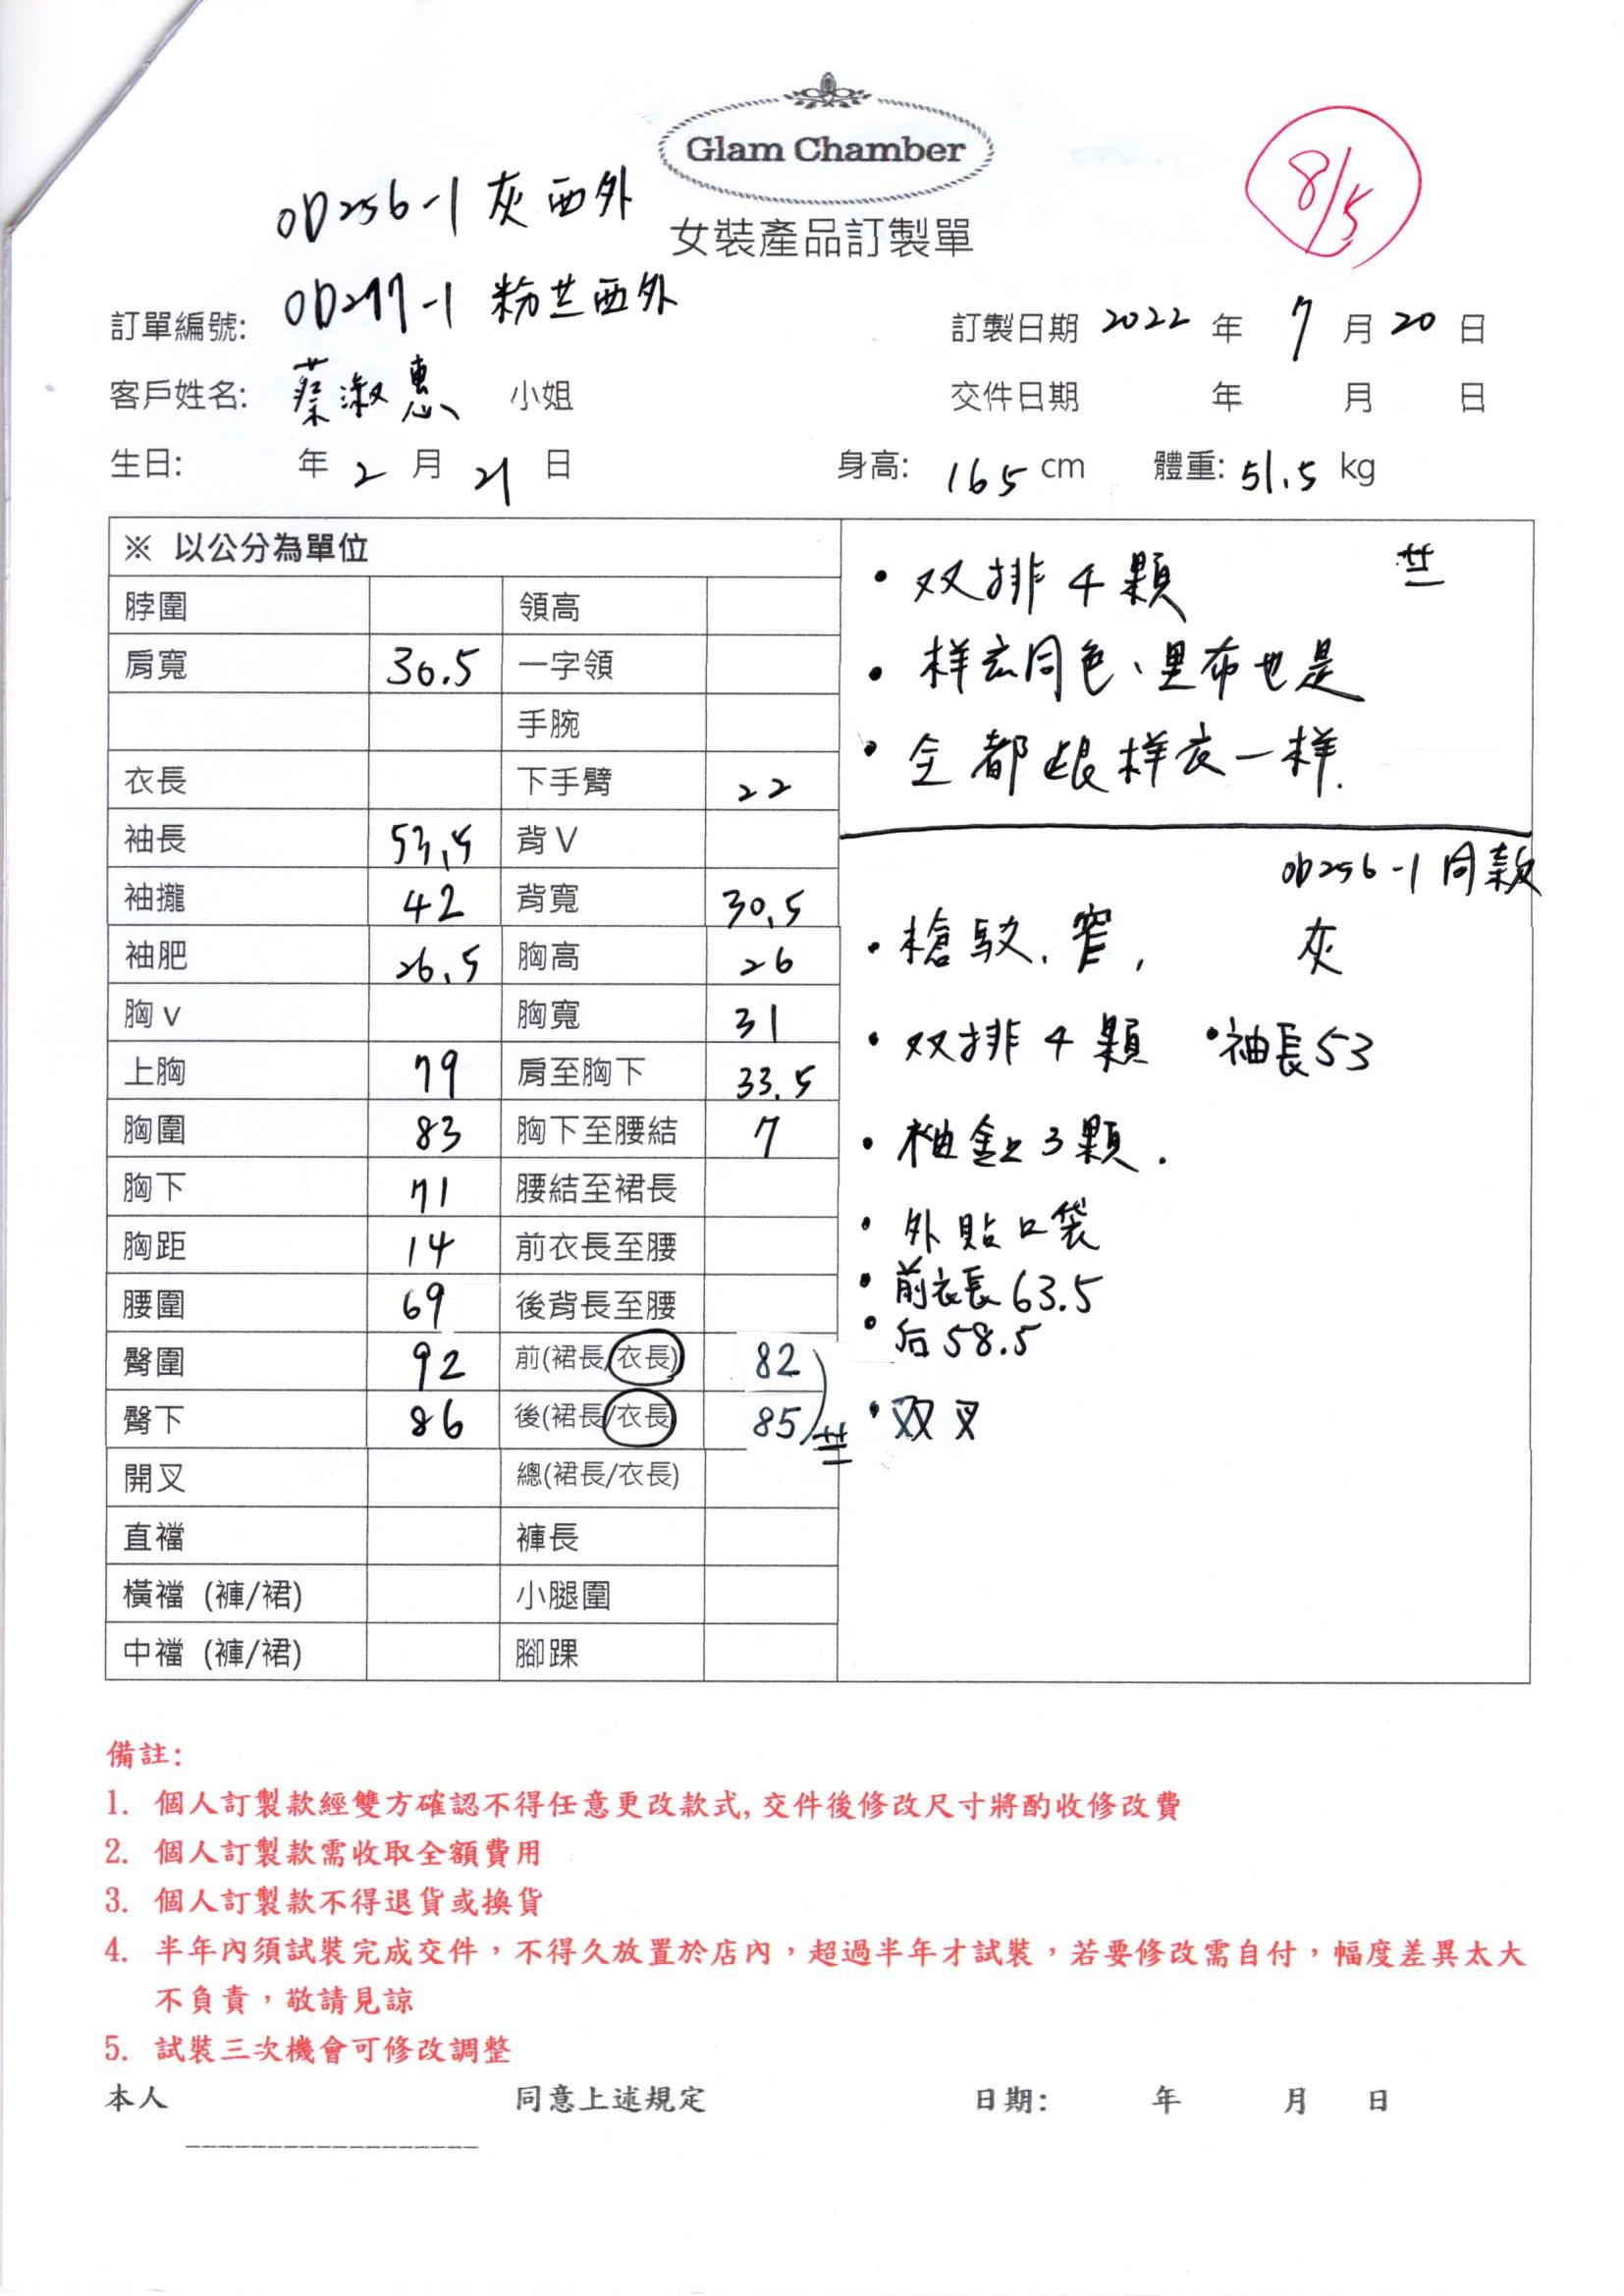 Glam Chamber
8/5
OD256-1 灰西外
女裝產品訂製單
訂單編號: OD277-1 粉芷西外
訂製日期 2022 年 7 月 20 日
客戶姓名: 蔡淑惠 小姐
交件日期 年 月 日
生日: 年 2 月 21 日
身高: 165 cm 體重: 51.5 kg
※ 以公分為單位
脖圍 領高
肩寬 36.5 一字領
手腕
衣長 下手臂 22
袖長 53.5 背V
袖攏 42 背寬 30.5
袖肥 26.5 胸高 26
胸v 胸寬 31
上胸 79 肩至胸下 33.5
胸圍 83 胸下至腰結 7
胸下 71 腰結至裙長
胸距 14 前衣長至腰
腰圍 69 後背長至腰
臀圍 92 前(裙長/衣長) 82
臀下 86 後(裙長/衣長) 85
開叉 總(裙長/衣長)
直襠 褲長
橫襠 (褲/裙) 小腿圍
中襠 (褲/裙) 腳踝
• 双排4顆
• 样衣同色、里布也是
• 全都跟样衣一样.
OD256-1 同款
• 槍駁、窄, 灰
• 双排4顆 • 袖長53
• 袖釦3顆.
• 外貼口袋
• 前衣長63.5
• 后58.5
• 双叉
備註:
1. 個人訂製款經雙方確認不得任意更改款式,交件後修改尺寸將酌收修改費
2. 個人訂製款需收取全額費用
3. 個人訂製款不得退貨或換貨
4. 半年內須試裝完成交件，不得久放置於店內，超過半年才試裝，若要修改需自付，幅度差異太大
不負責，敬請見諒
5. 試裝三次機會可修改調整
本人 同意上述規定 日期: 年 月 日